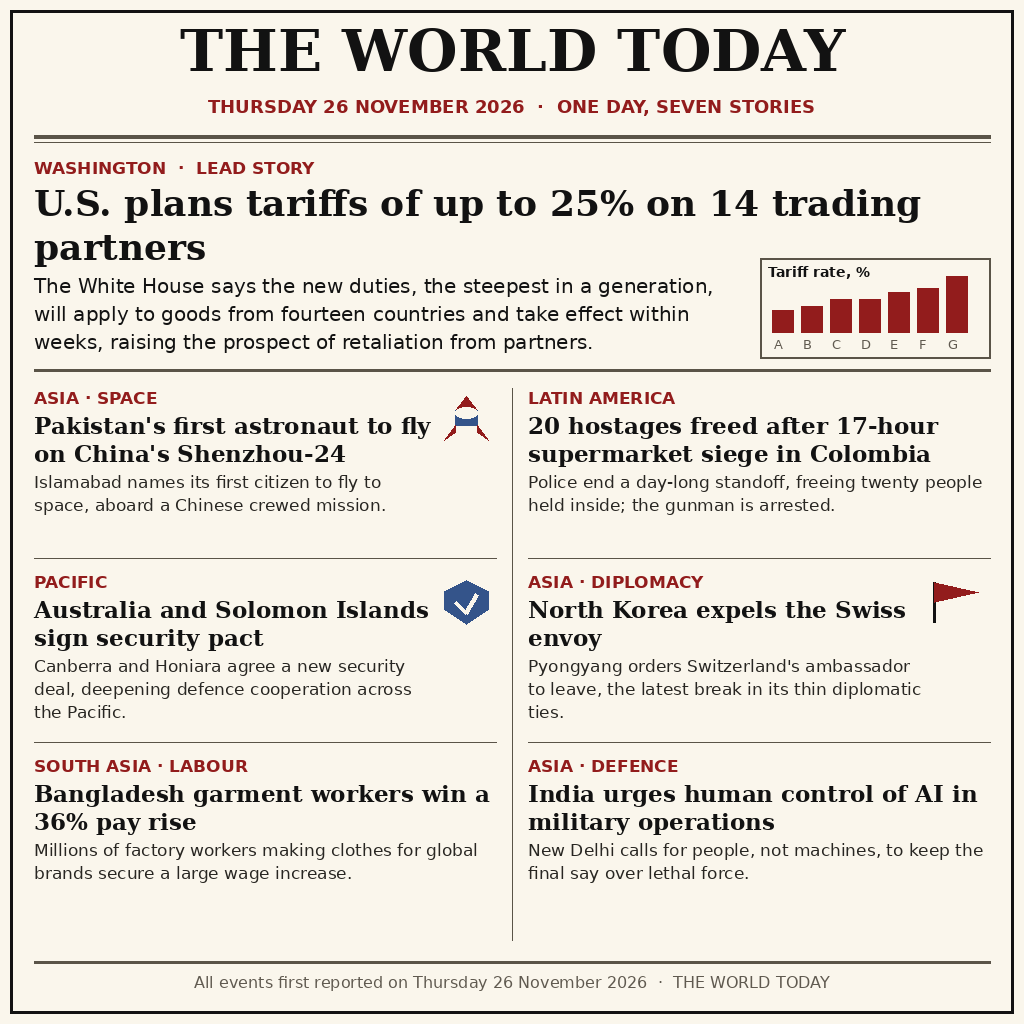 THE WORLD TODAY
THURSDAY 26 NOVEMBER 2026 · ONE DAY, SEVEN STORIES
WASHINGTON · LEAD STORY
U.S. plans tariffs of up to 25% on 14 trading
partners
The White House says the new duties, the steepest in a generation,
will apply to goods from fourteen countries and take effect within
weeks, raising the prospect of retaliation from partners.
Tariff rate, %
A B C D E F G
ASIA · SPACE
Pakistan's first astronaut to fly
on China's Shenzhou-24
Islamabad names its first citizen to fly to
space, aboard a Chinese crewed mission.
LATIN AMERICA
20 hostages freed after 17-hour
supermarket siege in Colombia
Police end a day-long standoff, freeing twenty people
held inside; the gunman is arrested.
PACIFIC
Australia and Solomon Islands
sign security pact
Canberra and Honiara agree a new security
deal, deepening defence cooperation across
the Pacific.
ASIA · DIPLOMACY
North Korea expels the Swiss
envoy
Pyongyang orders Switzerland's ambassador
to leave, the latest break in its thin diplomatic
ties.
SOUTH ASIA · LABOUR
Bangladesh garment workers win a
36% pay rise
Millions of factory workers making clothes for global
brands secure a large wage increase.
ASIA · DEFENCE
India urges human control of AI in
military operations
New Delhi calls for people, not machines, to keep the
final say over lethal force.
All events first reported on Thursday 26 November 2026 · THE WORLD TODAY